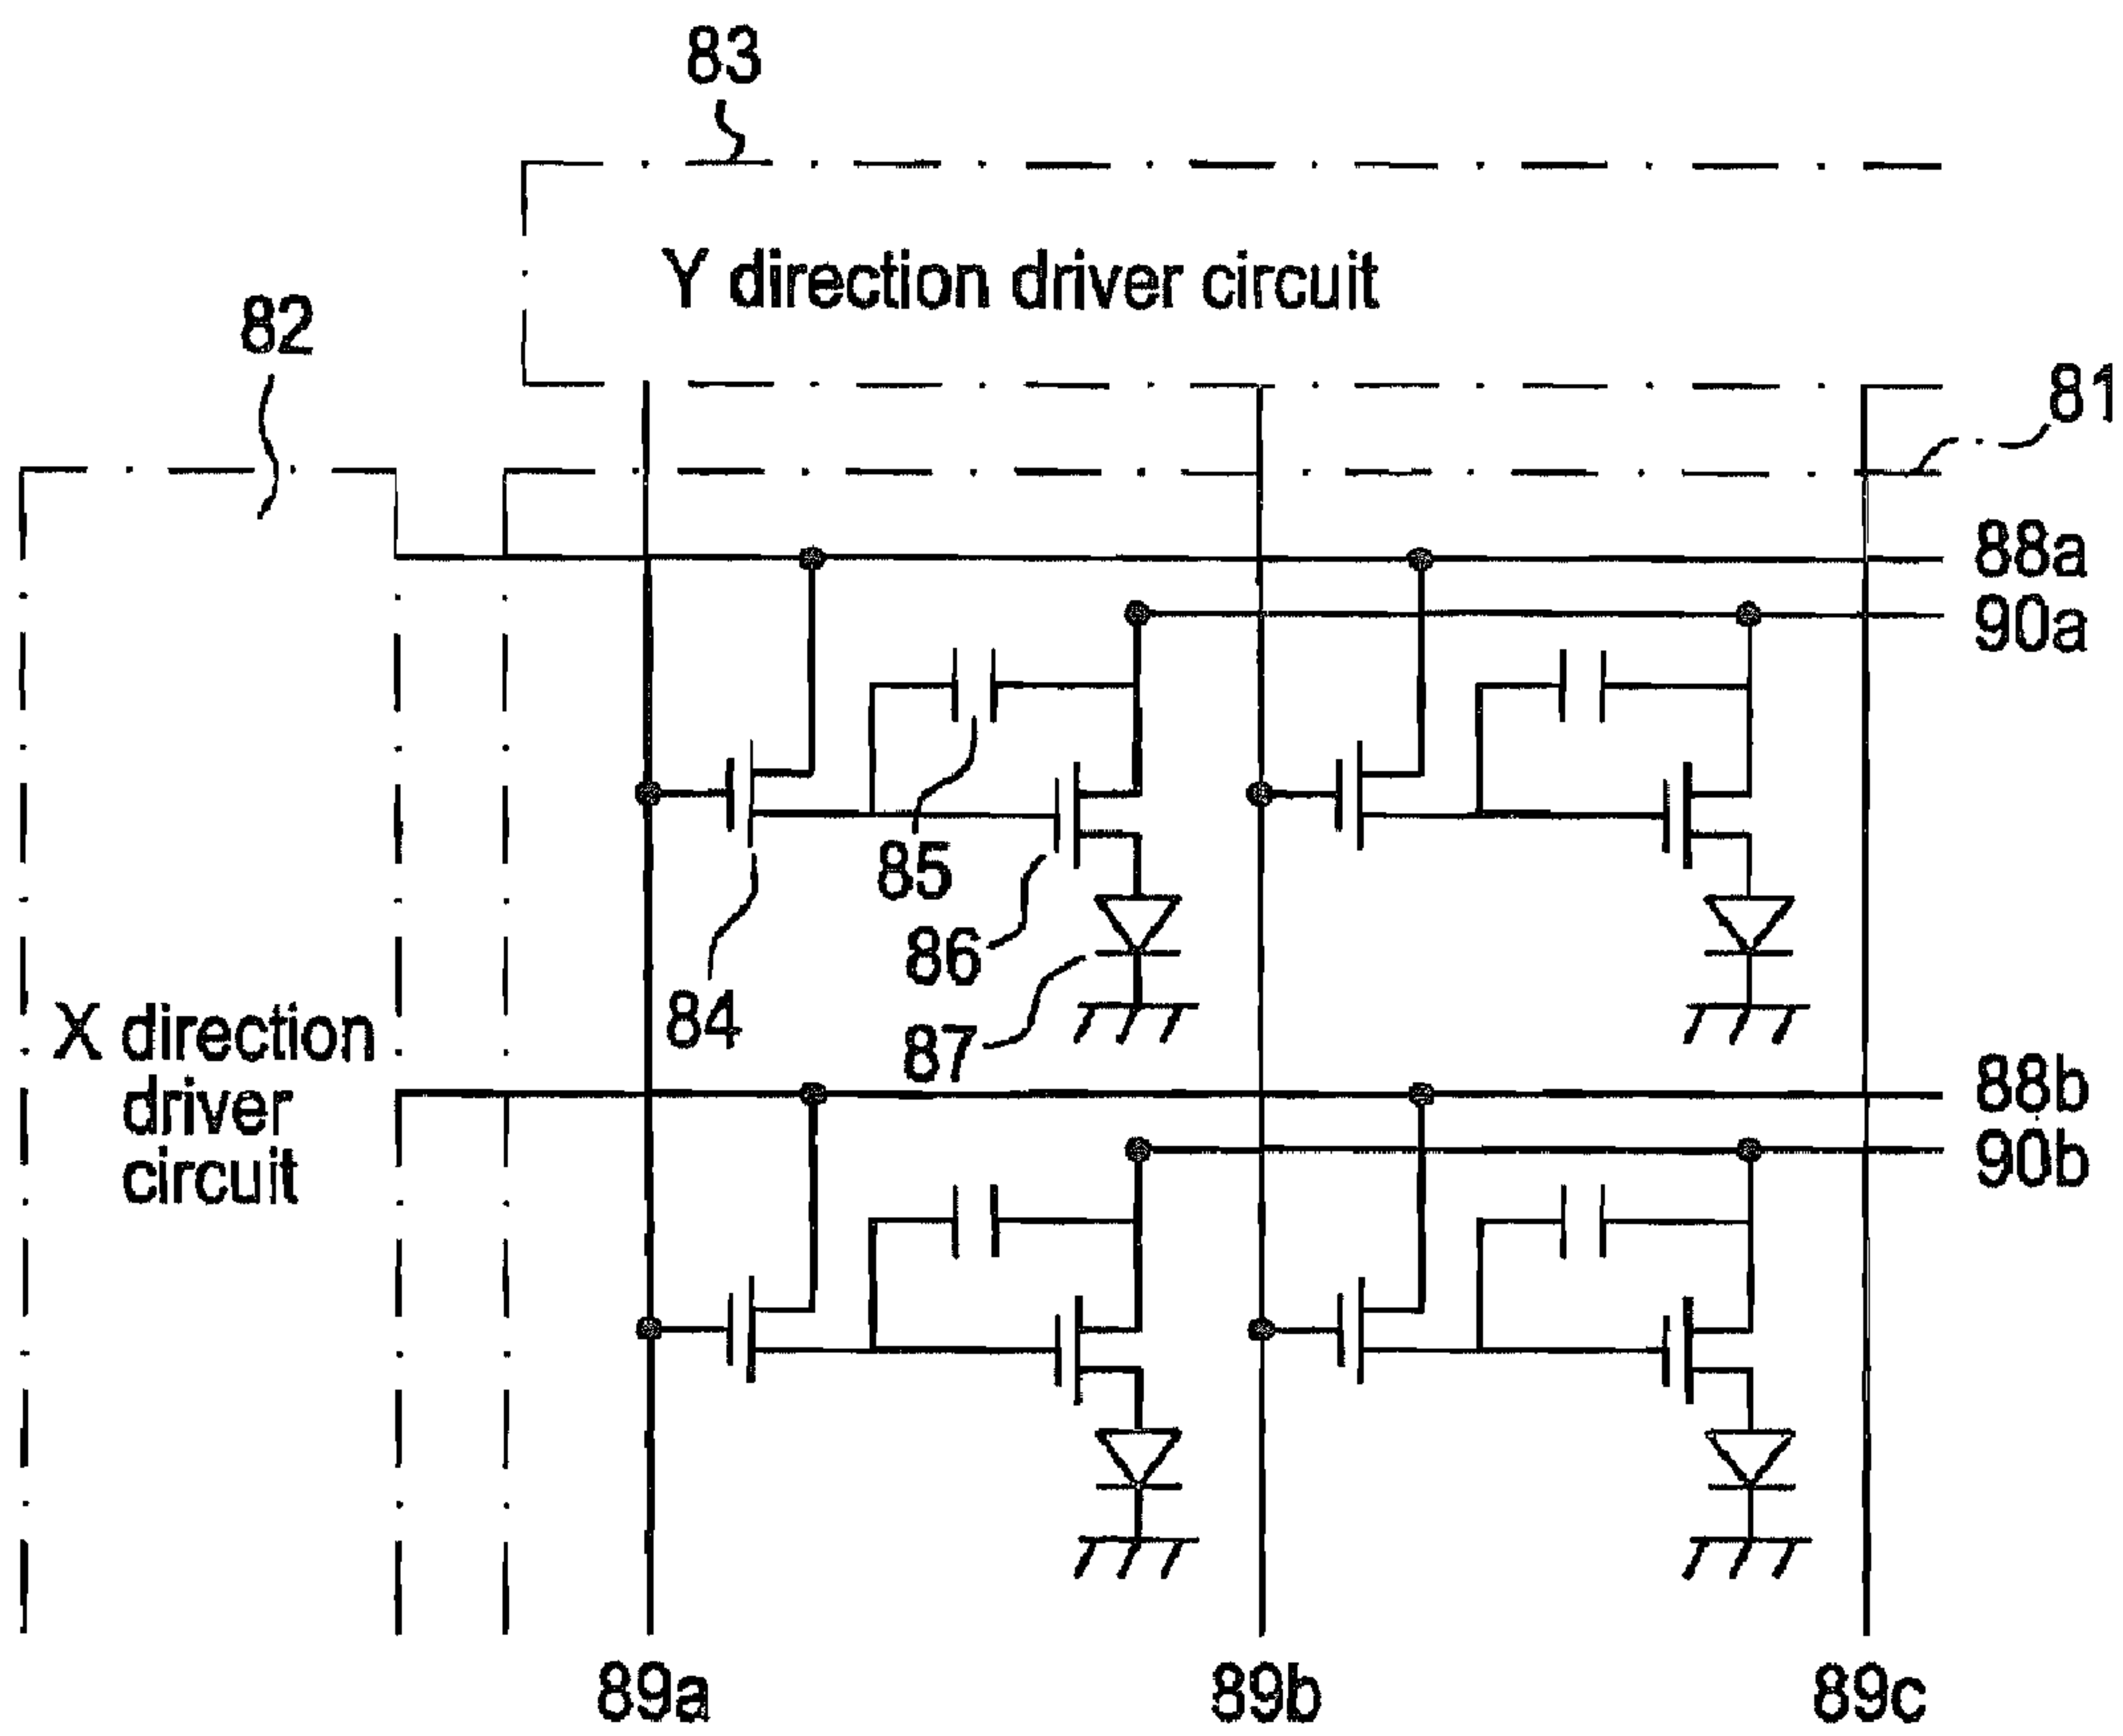 83
Y direction driver circuit
82
81
88a
90a
85
86
84
87
X direction
driver
circuit
88b
90b
89a
89b
89c